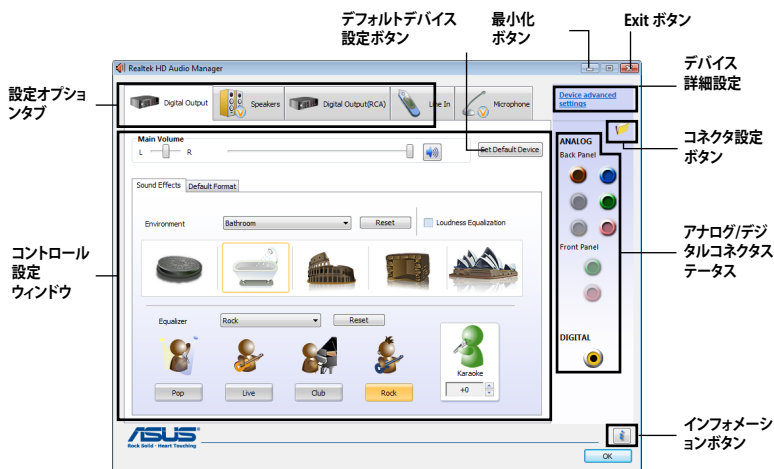 デフォルトデバイス
設定ボタン
最小化
ボタン
Exit ボタン
デバイス
詳細設定
設定オプショ
ンタブ
Realtek HD Audio Manager
Digital Output
Speakers
Digital Output(RCA)
Line In
Microphone
Device advanced
settings
コネクタ設定
ボタン
Main Volume
L
R
Set Default Device
ANALOG
Back Panel
Sound Effects
Default Format
Environment
Bathroom
Reset
Loudness Equalization
コントロール
設定
ウィンドウ
アナログ/デジ
タルコネクタス
テータス
Front Panel
Equalizer
Rock
Reset
DIGITAL
Karaoke
Pop
Live
Club
Rock
+0
ASUS
Rock Solid · Heart Touching
インフォメーシ
ョンボタン
i
OK